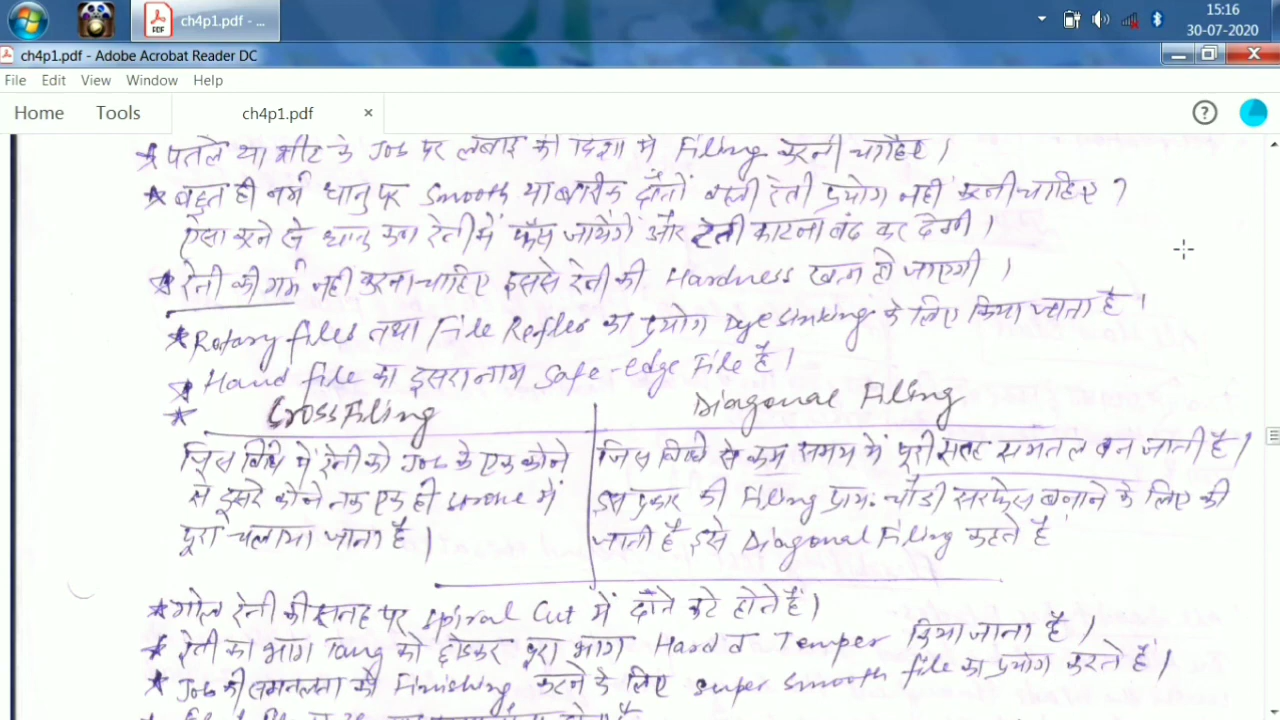 15:16
ch4p1.pdf - ...
30-07-2020
ch4p1.pdf - Adobe Acrobat Reader DC
File Edit View Window Help
Home Tools ch4p1.pdf
★ पतले या शीट के Job पर लंबाई की दिशा में Filing करनी चाहिए।
★ बहुत ही नर्म धातु पर Smooth या बारीक दाँतों वाली रेती प्रयोग नहीं करनी चाहिए ?
ऐसा करने से धातु कण रेती में फँस जायेंगे और रेती काटना बंद कर देगी।
★ रेती को गर्म नहीं करना चाहिए इससे रेती की Hardness खत्म हो जाएगी।
★ Rotary files तथा File Refler का प्रयोग Dye sinking के लिए किया जाता है।
★ Hand file का दूसरा नाम Safe-edge File है।
★ Cross Filing Diagonal Filing
जिस विधि में रेती को Job के एक कोने
से दूसरे कोने तक एक ही में
पूरा चलाया जाता है।
जिस विधि से कम समय में पूरी सतह समतल बन जाती है।
इस प्रकार की Filing प्राय: चौडी सरफेस बनाने के लिए की
जाती है इसे Diagonal Filing कहते है
★ गोल रेती की सतह पर Spiral Cut में दाँते कटे होते हैं।
★ रेती का भाग Tang को छोडकर पूरा भाग Hard व Temper किया जाता है।
★ Job की समतलता की Finishing करने के लिए super smooth file का प्रयोग करते है।